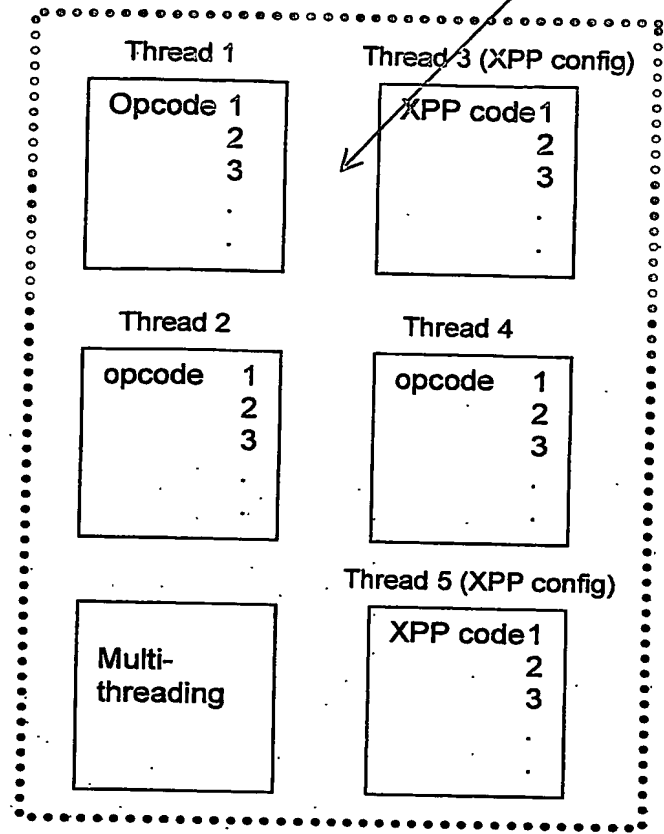 Thread 1
Opcode 1
2
3
.
.
Thread 3 (XPP config)
XPP code 1
2
3
.
.
Thread 2
opcode 1
2
3
.
.
Thread 4
opcode 1
2
3
.
.
Multi-
threading
Thread 5 (XPP config)
XPP code 1
2
3
.
.